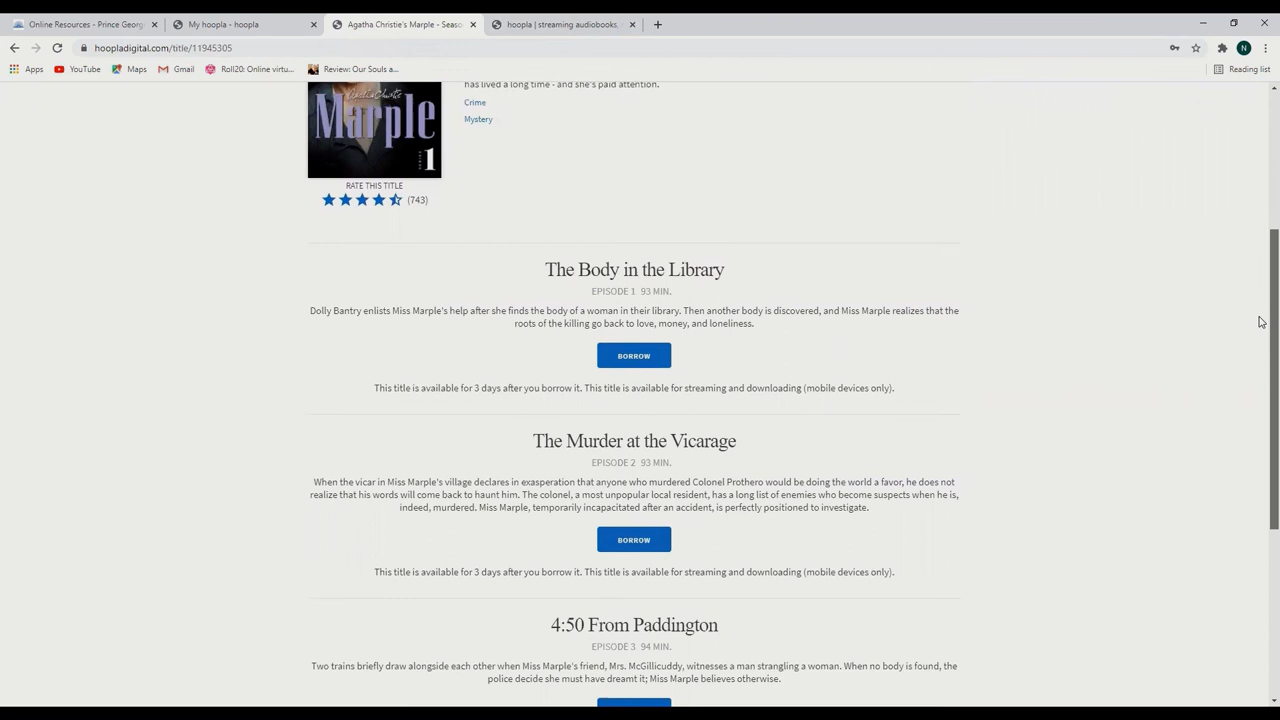 Online Resources - Prince Georg
My hoopla - hoopla
Agatha Christie's Marple - Seaso
hoopla | streaming audiobooks,
hoopladigital.com/title/11945305
N
Apps
YouTube
Maps
Gmail
Roll20: Online virtu...
Review: Our Souls a...
Reading list
has lived a long time - and she's paid attention.
Crime
Mystery
Agatha Christie
Marple
SERIES 1
RATE THIS TITLE
(743)
The Body in the Library
EPISODE 1 93 MIN.
Dolly Bantry enlists Miss Marple's help after she finds the body of a woman in their library. Then another body is discovered, and Miss Marple realizes that the
roots of the killing go back to love, money, and loneliness.
BORROW
This title is available for 3 days after you borrow it. This title is available for streaming and downloading (mobile devices only).
The Murder at the Vicarage
EPISODE 2 93 MIN.
When the vicar in Miss Marple's village declares in exasperation that anyone who murdered Colonel Prothero would be doing the world a favor, he does not
realize that his words will come back to haunt him. The colonel, a most unpopular local resident, has a long list of enemies who become suspects when he is,
indeed, murdered. Miss Marple, temporarily incapacitated after an accident, is perfectly positioned to investigate.
BORROW
This title is available for 3 days after you borrow it. This title is available for streaming and downloading (mobile devices only).
4:50 From Paddington
EPISODE 3 94 MIN.
Two trains briefly draw alongside each other when Miss Marple's friend, Mrs. McGillicuddy, witnesses a man strangling a woman. When no body is found, the
police decide she must have dreamt it; Miss Marple believes otherwise.